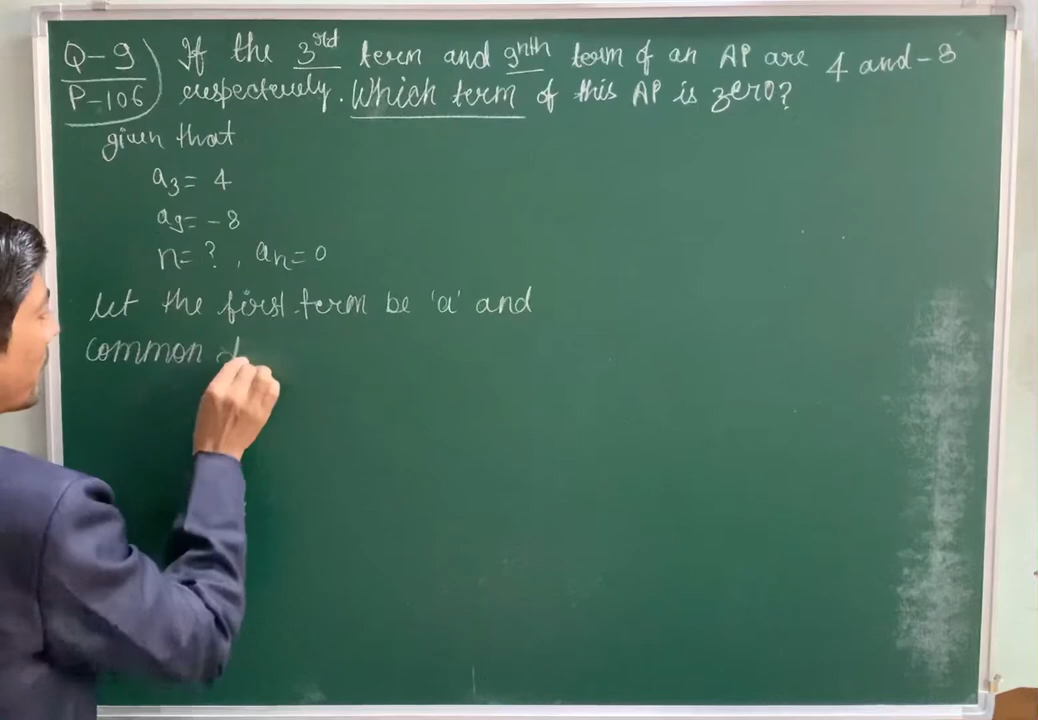 Q-9) If the 3rd term and 9nth term of an AP are 4 and -8
P-106 respectively. Which term of this AP is zero?
given that
a3= 4
a9= -8
n= ?, an= 0
let the first term be 'a' and
common d